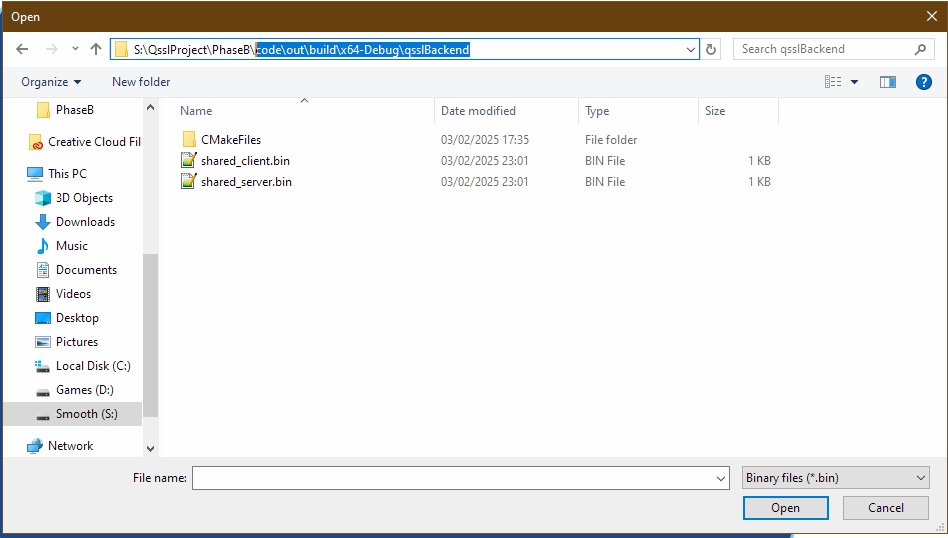 Open
S:\QsslProject\PhaseB\code\out\build\x64-Debug\qsslBackend
Search qsslBackend
Organize
New folder
Name Date modified Type Size
PhaseB
Creative Cloud Fil
This PC
3D Objects
Downloads
Music
Documents
Videos
Desktop
Pictures
Local Disk (C:)
Games (D:)
Smooth (S:)
Network
CMakeFiles 03/02/2025 17:35 File folder
shared_client.bin 03/02/2025 23:01 BIN File 1 KB
shared_server.bin 03/02/2025 23:01 BIN File 1 KB
File name:
Binary files (*.bin)
Open Cancel